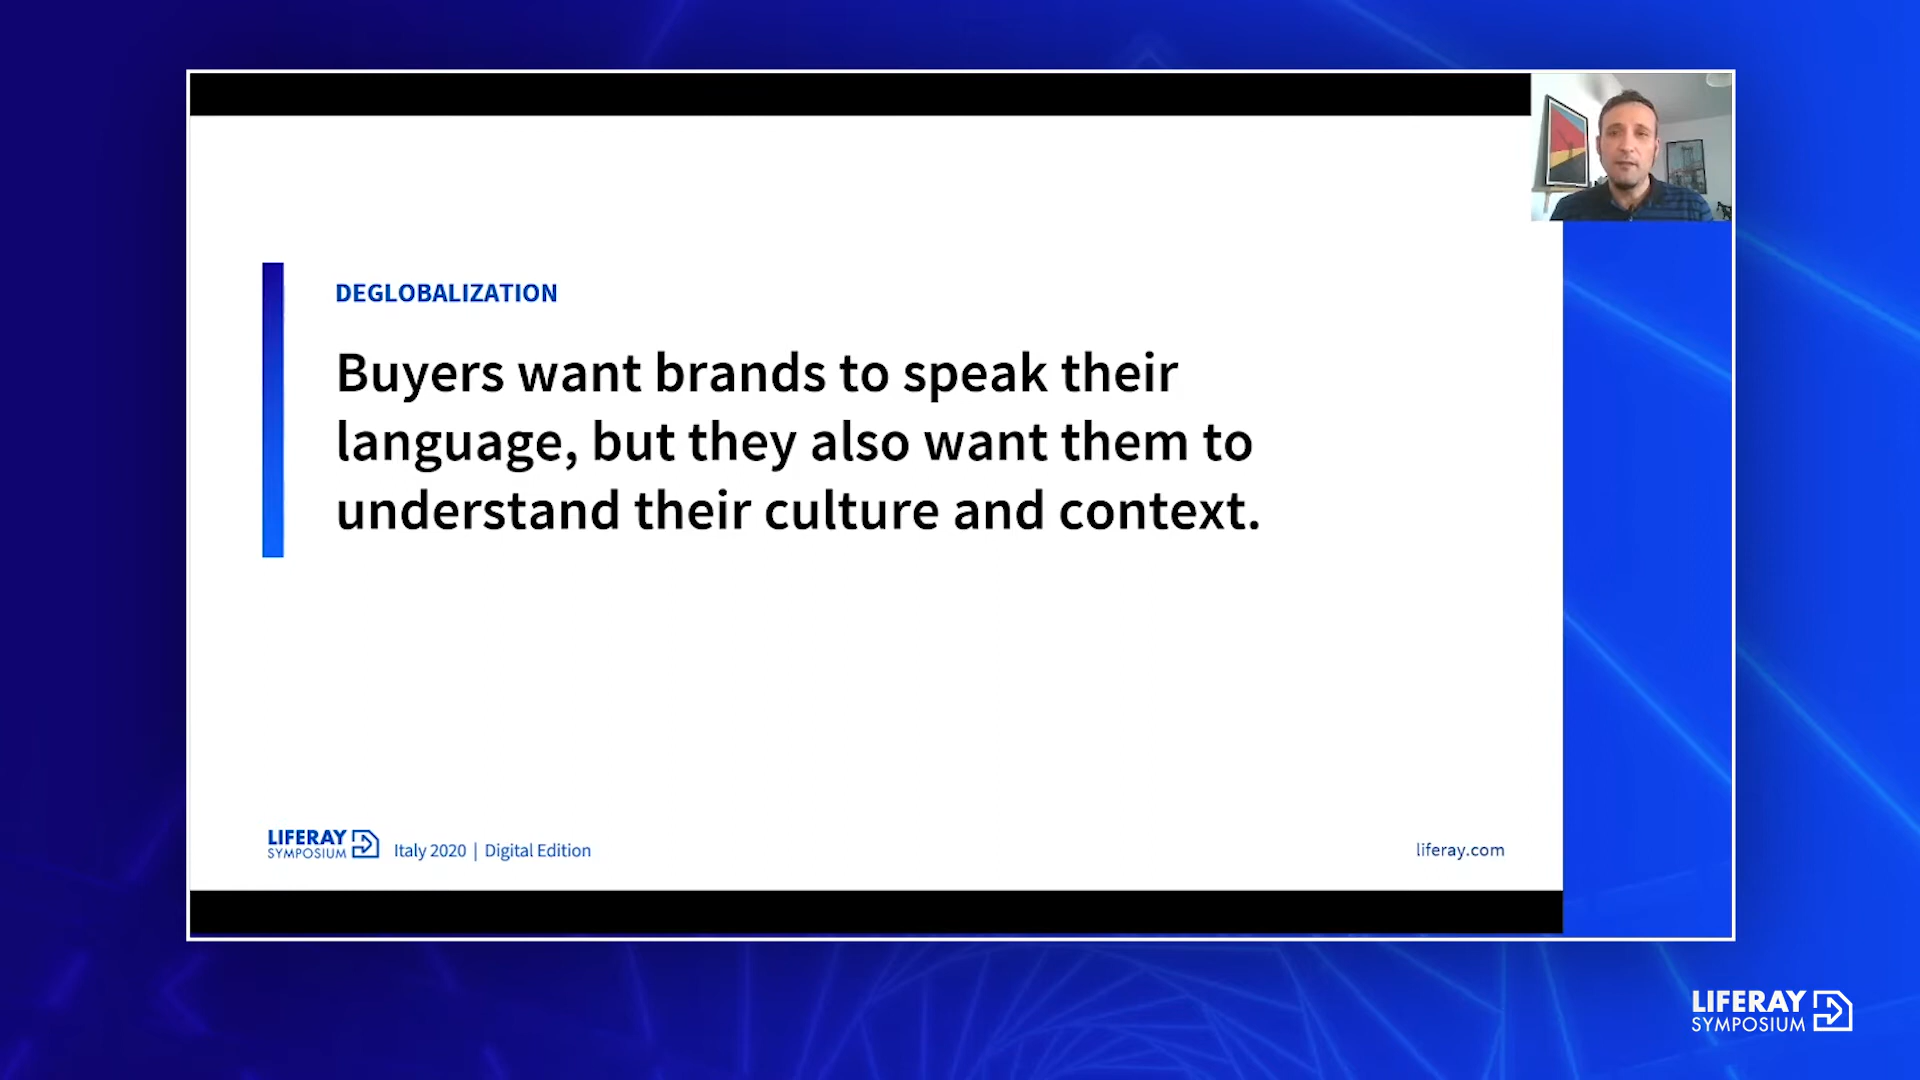 DEGLOBALIZATION
Buyers want brands to speak their
language, but they also want them to
understand their culture and context.
LIFERAY
SYMPOSIUM
Italy 2020 | Digital Edition
liferay.com
LIFERAY
SYMPOSIUM